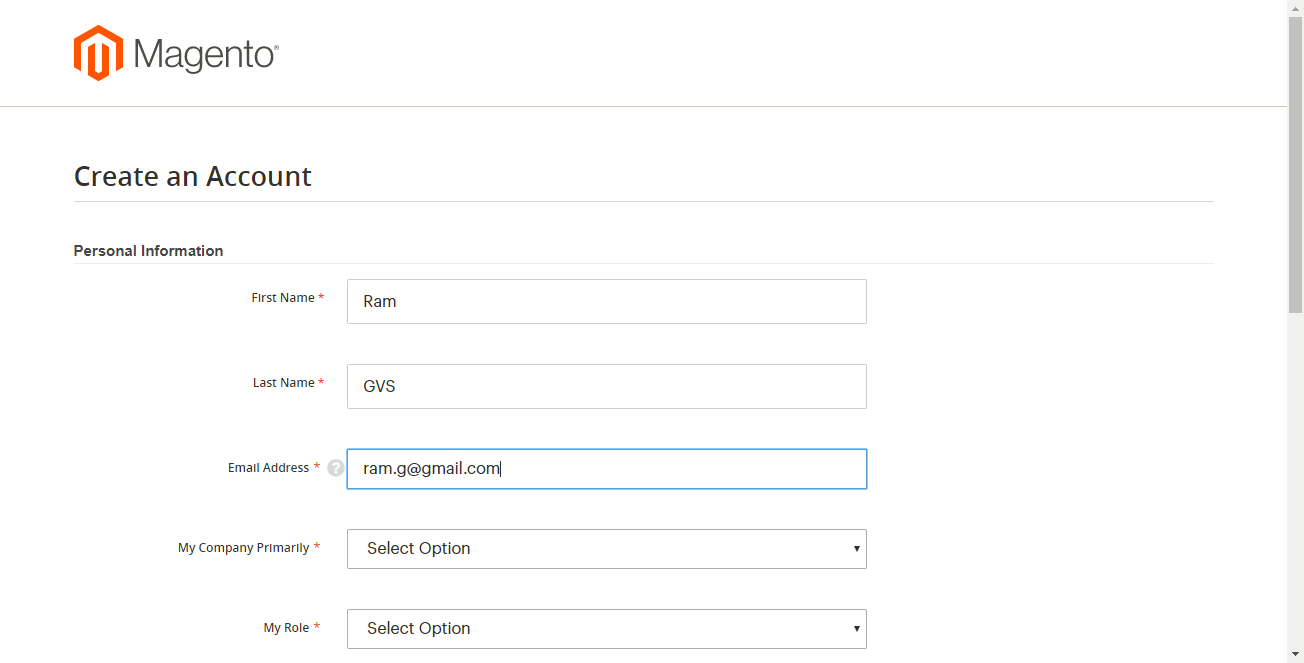 Magento®
Create an Account
Personal Information
First Name *
Ram
Last Name *
GVS
Email Address * ?
ram.g@gmail.com
My Company Primarily *
Select Option
My Role *
Select Option